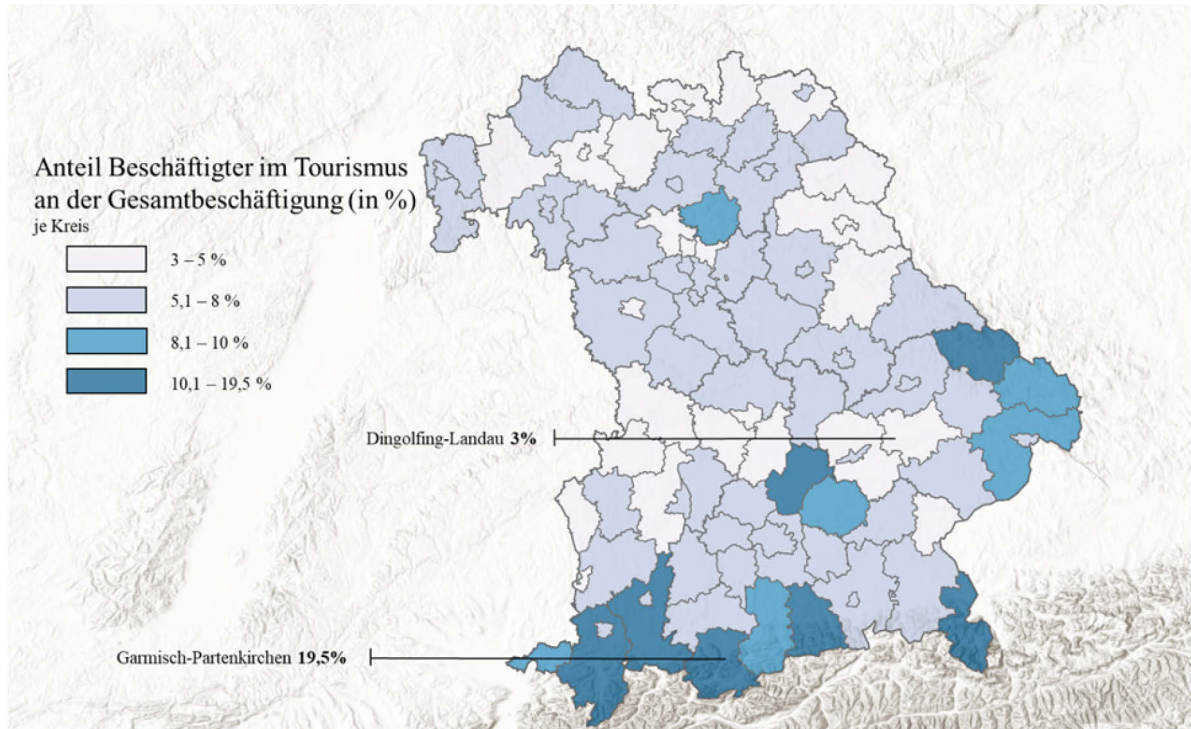 Anteil Beschäftigter im Tourismus
an der Gesamtbeschäftigung (in %)
je Kreis
3 – 5 %
5,1 – 8 %
8,1 – 10 %
10,1 – 19,5 %
Dingolfing-Landau 3%
Garmisch-Partenkirchen 19,5%